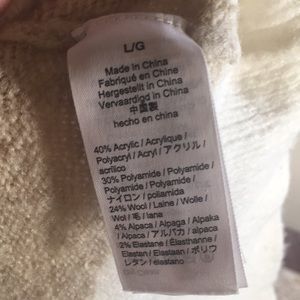 L/G
Made in China
Fabriqué en Chine
Hergestellt in China
Vervaardigd in China
中国製
hecho en china
40% Acrylic / Acrylique /
Polyacryl / Acryl / アクリル /
acrílico
30% Polyamide / Polyamide /
Polyamid / Polyamide /
ナイロン / poliamida
24% Wool / Laine / Wolle /
Wol / 毛 / lana
4% Alpaca / Alpaga / Alpaka
/ Alpaca / アルパカ / alpaca
2% Elastane / Élasthanne /
Elastan / Elastaan / ポリウ
レタン / elastano